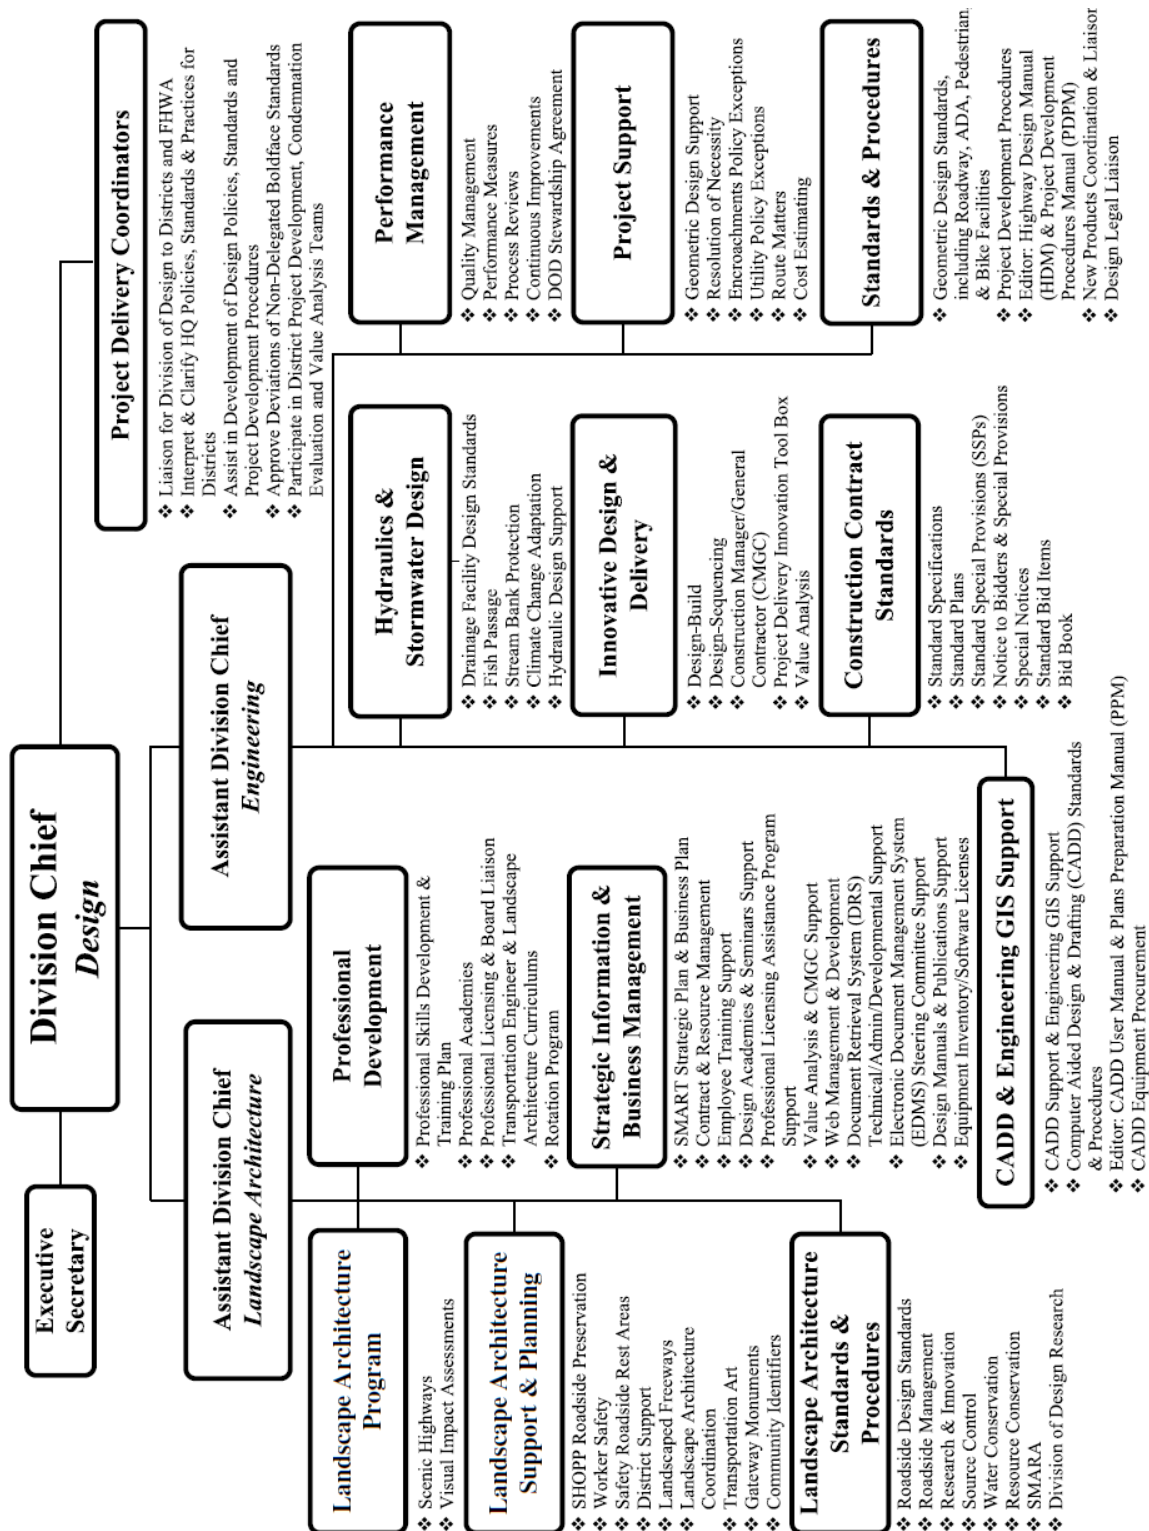 Division Chief
Design
Executive
Secretary
Project Delivery Coordinators
❖ Liaison for Division of Design to Districts and FHWA
❖ Interpret & Clarify HQ Policies, Standards & Practices for
Districts
❖ Assist in Development of Design Policies, Standards and
Project Development Procedures
❖ Approve Deviations of Non-Delegated Boldface Standards
❖ Participate in District Project Development, Condemnation
Evaluation and Value Analysis Teams
Assistant Division Chief
Landscape Architecture
Assistant Division Chief
Engineering
Landscape Architecture
Program
❖ Scenic Highways
❖ Visual Impact Assessments
Landscape Architecture
Support & Planning
❖ SHOPP Roadside Preservation
❖ Worker Safety
❖ Safety Roadside Rest Areas
❖ District Support
❖ Landscaped Freeways
❖ Landscape Architecture
Coordination
❖ Transportation Art
❖ Gateway Monuments
❖ Community Identifiers
Landscape Architecture
Standards &
Procedures
❖ Roadside Design Standards
❖ Roadside Management
❖ Research & Innovation
❖ Source Control
❖ Water Conservation
❖ Resource Conservation
❖ SMARA
❖ Division of Design Research
Professional
Development
❖ Professional Skills Development &
Training Plan
❖ Professional Academies
❖ Professional Licensing & Board Liaison
❖ Transportation Engineer & Landscape
Architecture Curriculums
❖ Rotation Program
Strategic Information &
Business Management
❖ SMART Strategic Plan & Business Plan
❖ Contract & Resource Management
❖ Employee Training Support
❖ Design Academies & Seminars Support
❖ Professional Licensing Assistance Program
Support
❖ Value Analysis & CMGC Support
❖ Web Management & Development
❖ Document Retrieval System (DRS)
Technical/Admin/Developmental Support
❖ Electronic Document Management System
(EDMS) Steering Committee Support
❖ Design Manuals & Publications Support
❖ Equipment Inventory/Software Licenses
CADD & Engineering GIS Support
❖ CADD Support & Engineering GIS Support
❖ Computer Aided Design & Drafting (CADD) Standards
& Procedures
❖ Editor: CADD User Manual & Plans Preparation Manual (PPM)
❖ CADD Equipment Procurement
Hydraulics &
Stormwater Design
❖ Drainage Facility Design Standards
❖ Fish Passage
❖ Stream Bank Protection
❖ Climate Change Adaptation
❖ Hydraulic Design Support
Innovative Design &
Delivery
❖ Design-Build
❖ Design-Sequencing
❖ Construction Manager/General
Contractor (CMGC)
❖ Project Delivery Innovation Tool Box
❖ Value Analysis
Construction Contract
Standards
❖ Standard Specifications
❖ Standard Plans
❖ Standard Special Provisions (SSPs)
❖ Notice to Bidders & Special Provisions
❖ Special Notices
❖ Standard Bid Items
❖ Bid Book
Performance
Management
❖ Quality Management
❖ Performance Measures
❖ Process Reviews
❖ Continuous Improvements
❖ DOD Stewardship Agreement
Project Support
❖ Geometric Design Support
❖ Resolution of Necessity
❖ Encroachments Policy Exceptions
❖ Utility Policy Exceptions
❖ Route Matters
❖ Cost Estimating
Standards & Procedures
❖ Geometric Design Standards,
including Roadway, ADA, Pedestrian,
& Bike Facilities
❖ Project Development Procedures
❖ Editor: Highway Design Manual
(HDM) & Project Development
Procedures Manual (PDPM)
❖ New Products Coordination & Liaison
❖ Design Legal Liaison